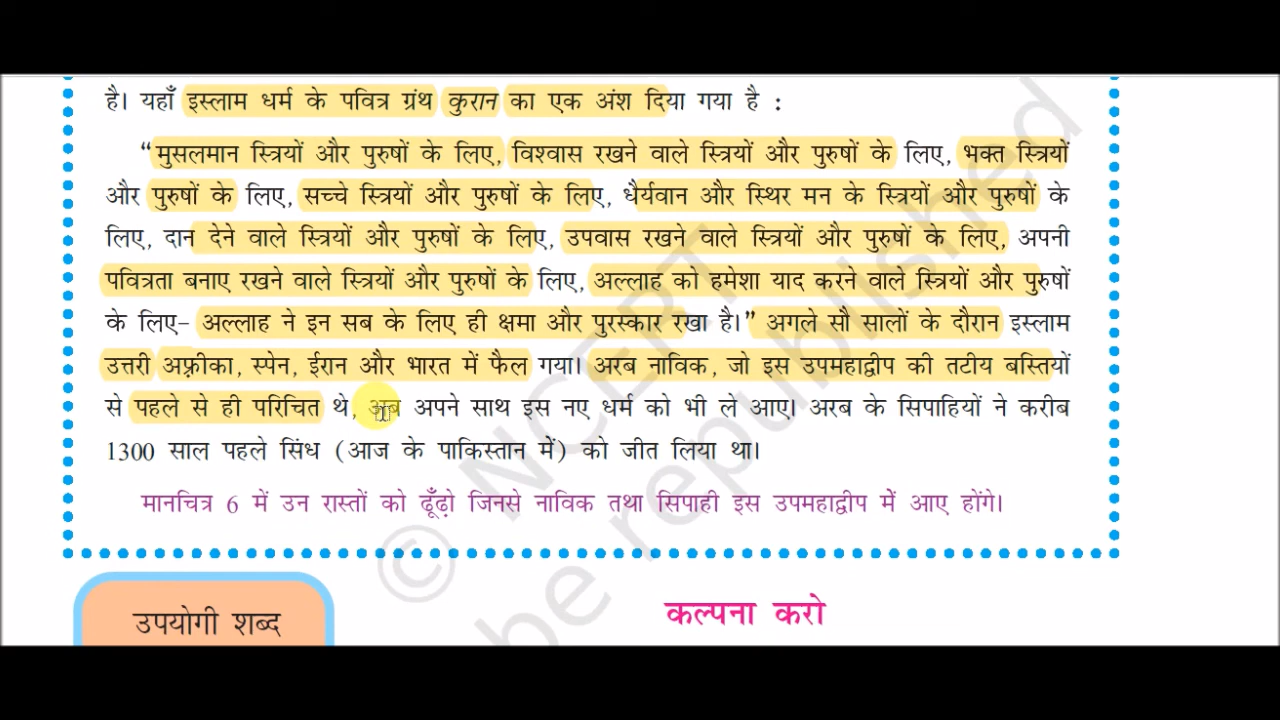 है। यहाँ इस्लाम धर्म के पवित्र ग्रंथ कुरान का एक अंश दिया गया है :
“मुसलमान स्त्रियों और पुरुषों के लिए, विश्वास रखने वाले स्त्रियों और पुरुषों के लिए, भक्त स्त्रियों
और पुरुषों के लिए, सच्चे स्त्रियों और पुरुषों के लिए, धैर्यवान और स्थिर मन के स्त्रियों और पुरुषों के
लिए, दान देने वाले स्त्रियों और पुरुषों के लिए, उपवास रखने वाले स्त्रियों और पुरुषों के लिए, अपनी
पवित्रता बनाए रखने वाले स्त्रियों और पुरुषों के लिए, अल्लाह को हमेशा याद करने वाले स्त्रियों और पुरुषों
के लिए– अल्लाह ने इन सब के लिए ही क्षमा और पुरस्कार रखा है।” अगले सौ सालों के दौरान इस्लाम
उत्तरी अफ़्रीका, स्पेन, ईरान और भारत में फैल गया। अरब नाविक, जो इस उपमहाद्वीप की तटीय बस्तियों
से पहले से ही परिचित थे, अब अपने साथ इस नए धर्म को भी ले आए। अरब के सिपाहियों ने करीब
1300 साल पहले सिंध (आज के पाकिस्तान में) को जीत लिया था।
मानचित्र 6 में उन रास्तों को ढूँढ़ो जिनसे नाविक तथा सिपाही इस उपमहाद्वीप में आए होंगे।
© NCERT
be republished
उपयोगी शब्द
कल्पना करो